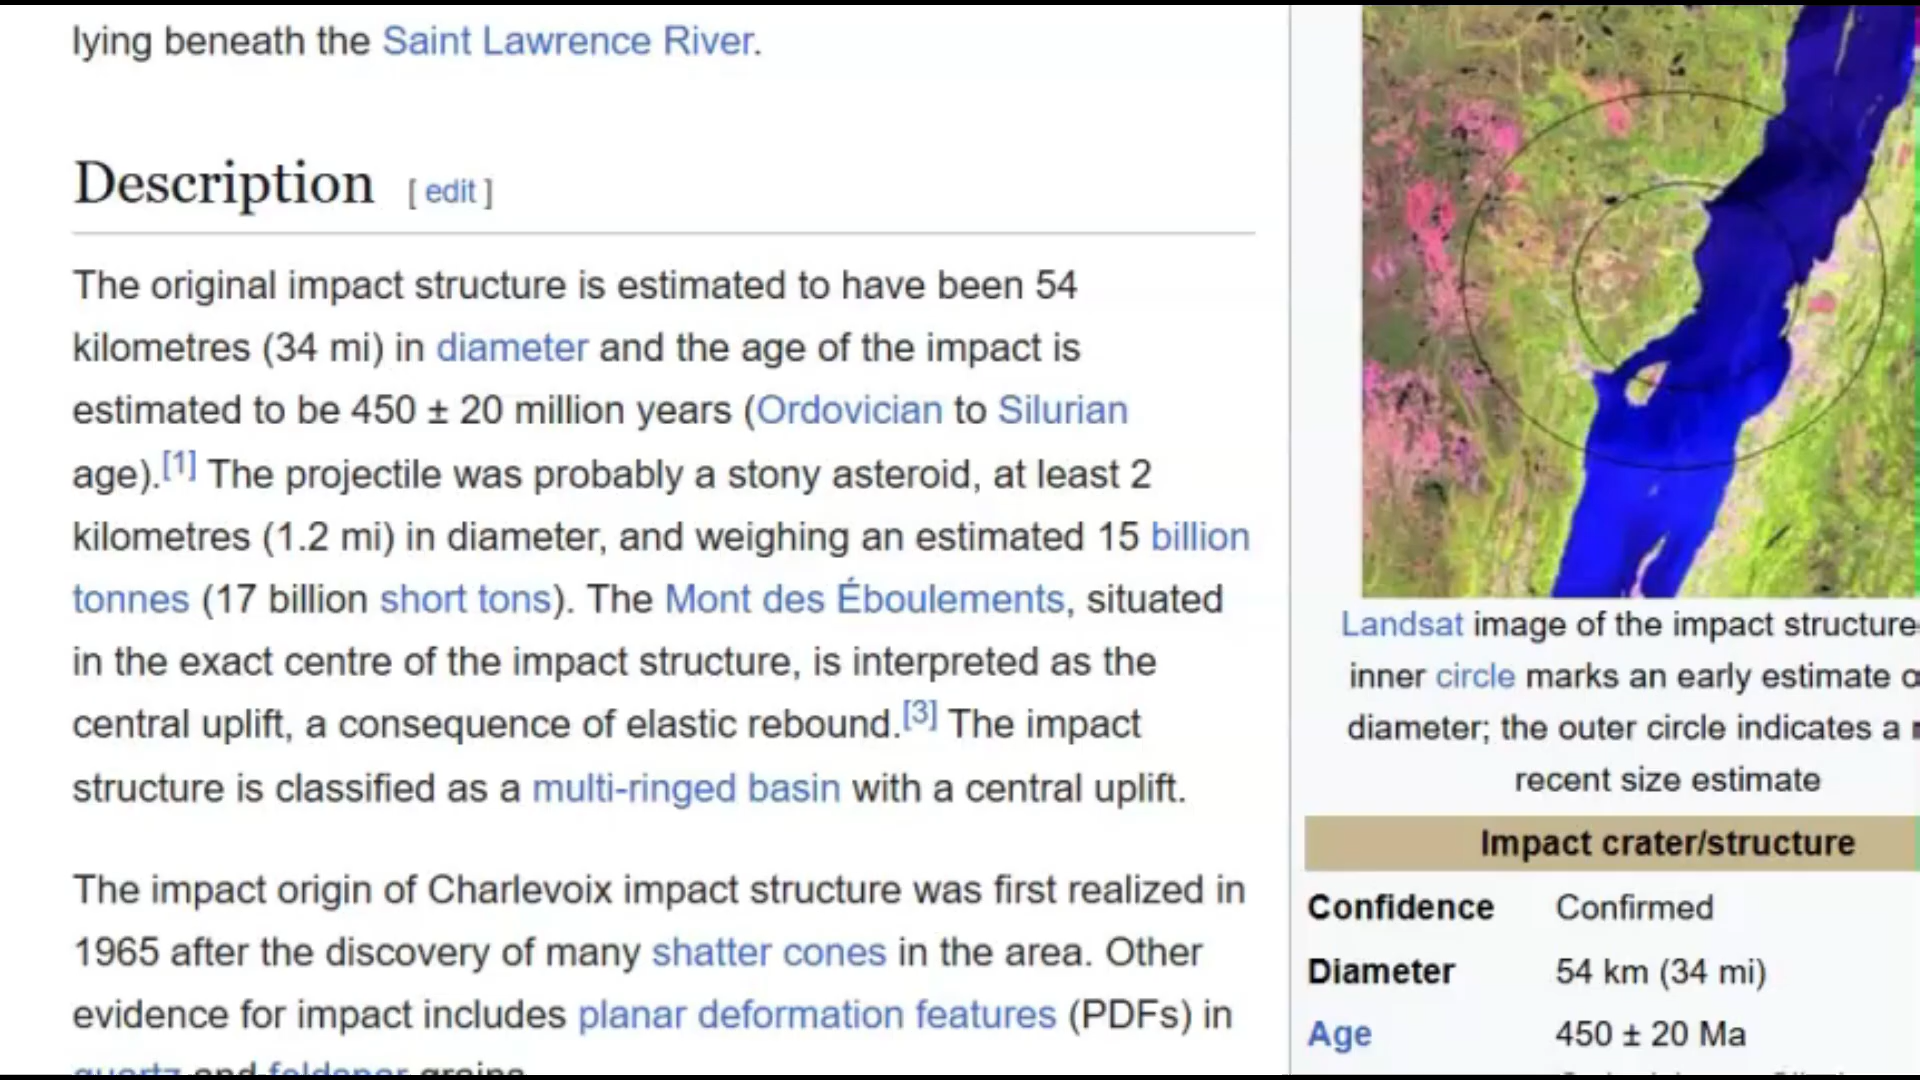 lying beneath the Saint Lawrence River.
Description [ edit ]
The original impact structure is estimated to have been 54
kilometres (34 mi) in diameter and the age of the impact is
estimated to be 450 ± 20 million years (Ordovician to Silurian
age).[1] The projectile was probably a stony asteroid, at least 2
kilometres (1.2 mi) in diameter, and weighing an estimated 15 billion
tonnes (17 billion short tons). The Mont des Éboulements, situated
in the exact centre of the impact structure, is interpreted as the
central uplift, a consequence of elastic rebound.[3] The impact
structure is classified as a multi-ringed basin with a central uplift.
The impact origin of Charlevoix impact structure was first realized in
1965 after the discovery of many shatter cones in the area. Other
evidence for impact includes planar deformation features (PDFs) in
quartz and feldspar grains.
Landsat image of the impact structure
inner circle marks an early estimate
diameter; the outer circle indicates a
recent size estimate
Impact crater/structure
Confidence Confirmed
Diameter 54 km (34 mi)
Age 450 ± 20 Ma